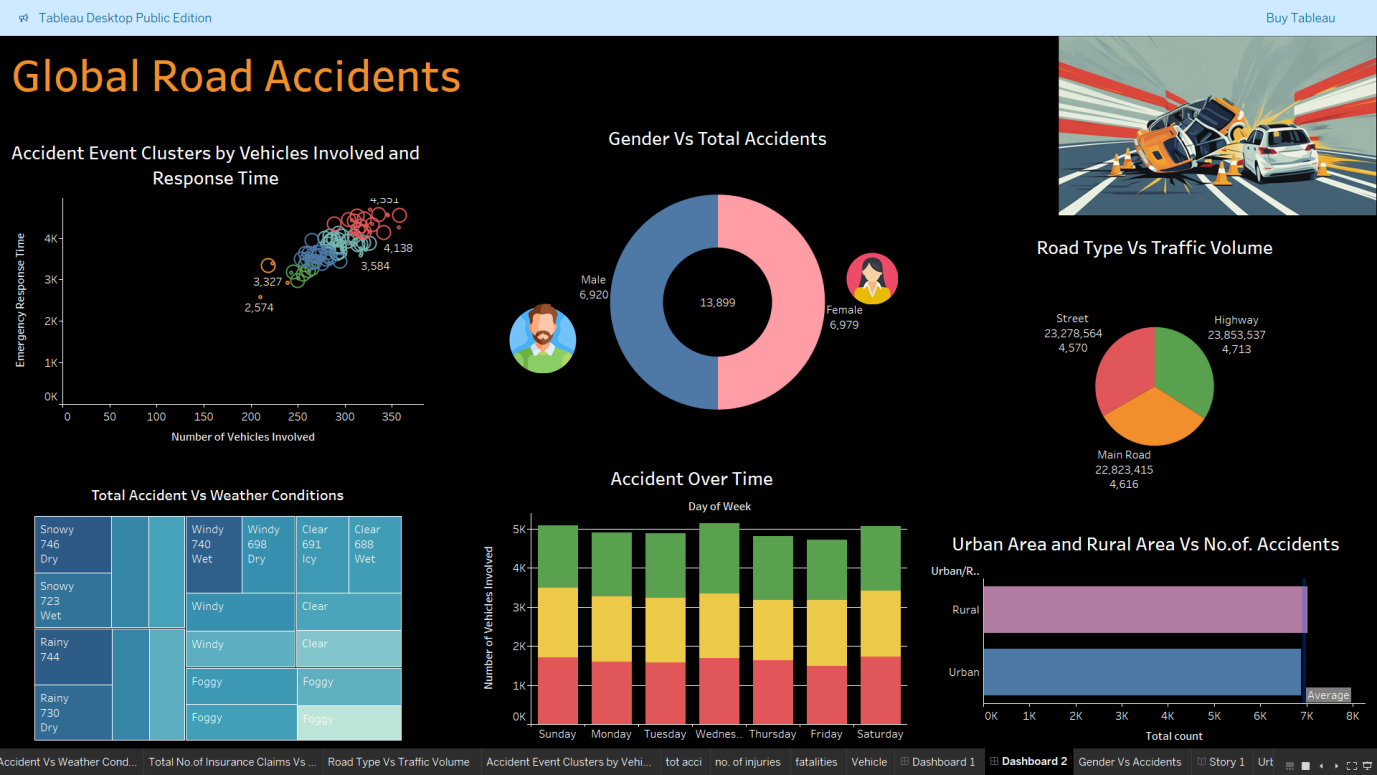 Tableau Desktop Public Edition
Buy Tableau
Global Road Accidents
Accident Event Clusters by Vehicles Involved and
Response Time
Emergency Response Time
4K
3K
2K
1K
0K
4,551
4,138
3,584
3,327
2,574
0 50 100 150 200 250 300 350
Number of Vehicles Involved
Gender Vs Total Accidents
Male
6,920
13,899
Female
6,979
Road Type Vs Traffic Volume
Street
23,278,564
4,570
Highway
23,853,537
4,713
Main Road
22,823,415
4,616
Total Accident Vs Weather Conditions
Snowy
746
Dry
Snowy
723
Wet
Rainy
744
Rainy
730
Dry
Windy
740
Wet
Windy
698
Dry
Windy
Windy
Clear
691
Icy
Clear
688
Wet
Clear
Clear
Foggy
Foggy
Foggy
Foggy
Accident Over Time
Day of Week
Number of Vehicles Involved
5K
4K
3K
2K
1K
0K
Sunday Monday Tuesday Wednes.. Thursday Friday Saturday
Urban Area and Rural Area Vs No.of. Accidents
Urban/R..
Rural
Urban
Average
0K 1K 2K 3K 4K 5K 6K 7K 8K
Total count
Accident Vs Weather Cond... Total No.of Insurance Claims Vs ... Road Type Vs Traffic Volume Accident Event Clusters by Vehi... tot acci no. of injuries fatalities Vehicle Dashboard 1 Dashboard 2 Gender Vs Accidents Story 1 Urt